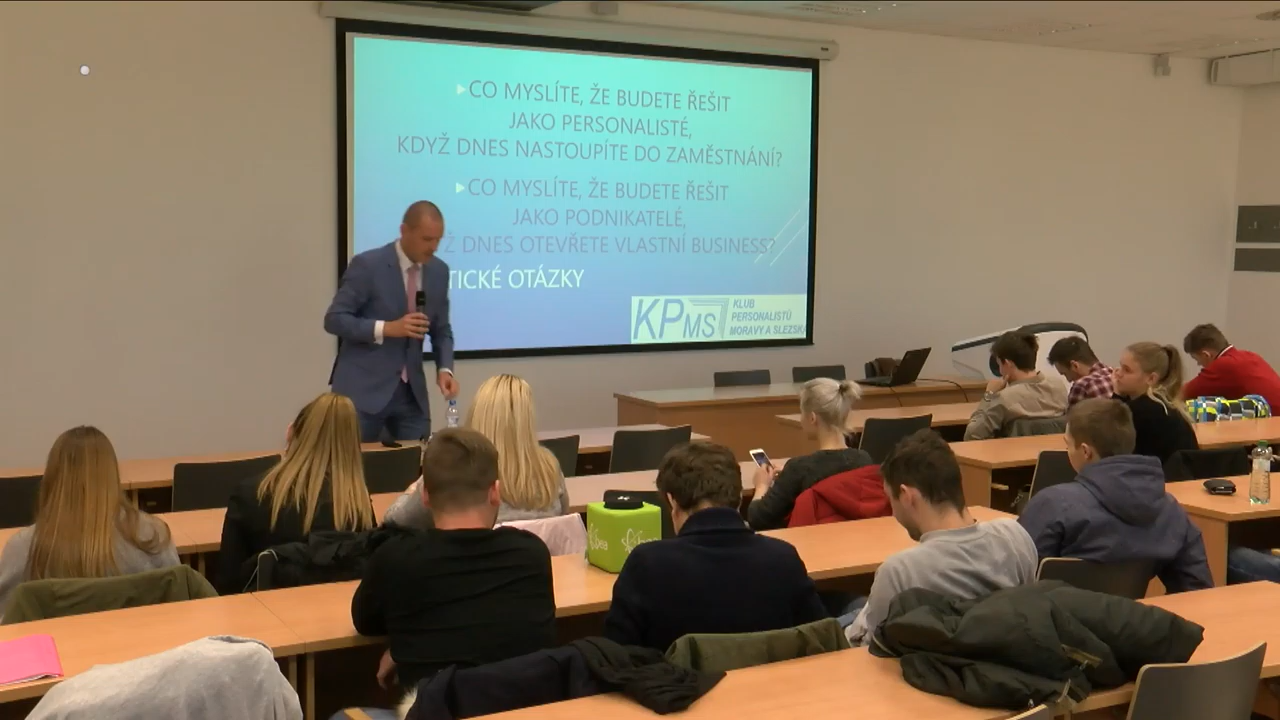 CO MYSLÍTE, ŽE BUDETE ŘEŠIT
JAKO PERSONALISTÉ,
KDYŽ DNES NASTOUPÍTE DO ZAMĚSTNÁNÍ?
CO MYSLÍTE, ŽE BUDETE ŘEŠIT
JAKO PODNIKATELÉ,
Ž DNES OTEVŘETE VLASTNÍ BUSINESS?
TICKÉ OTÁZKY
KPMS
KLUB
PERSONALISTŮ
MORAVY A SLEZSKA